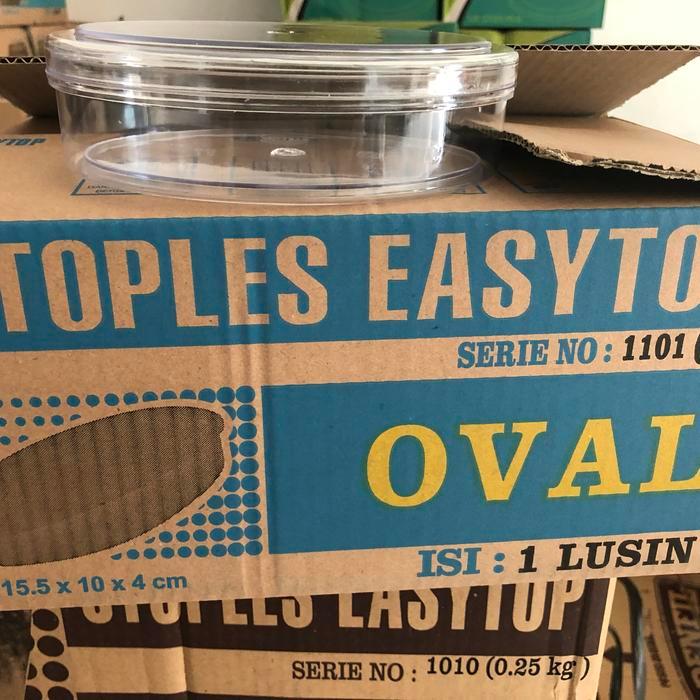 TOPLES EASYTO
SERIE NO : 1101 (
OVAL
ISI : 1 LUSIN
15.5 x 10 x 4 cm
STOPLES EASYTOP
SERIE NO : 1010 (0.25 kg )